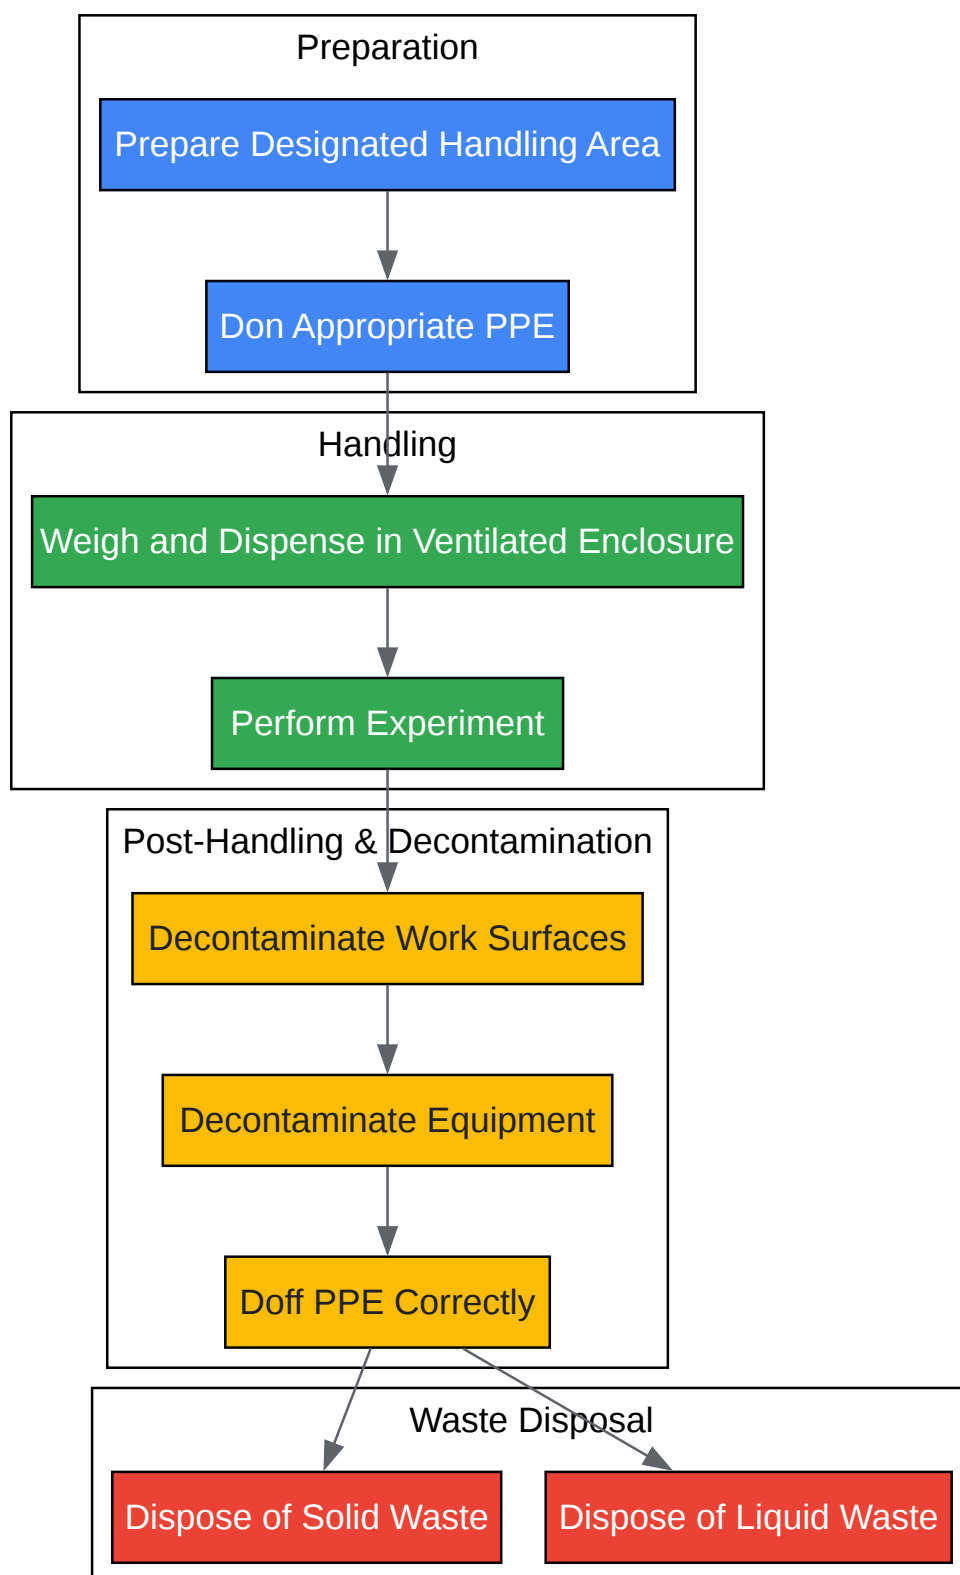 Preparation
Prepare Designated Handling Area
Don Appropriate PPE
Handling
Weigh and Dispense in Ventilated Enclosure
Perform Experiment
Post-Handling & Decontamination
Decontaminate Work Surfaces
Decontaminate Equipment
Doff PPE Correctly
Waste Disposal
Dispose of Solid Waste
Dispose of Liquid Waste